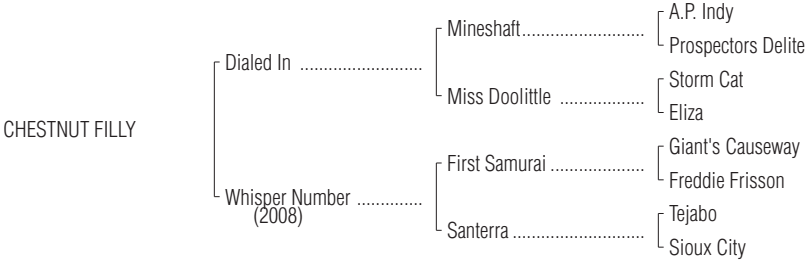 A.P. Indy
Mineshaft........................
Prospectors Delite
Dialed In ........................
Storm Cat
Miss Doolittle .................
Eliza
CHESTNUT FILLY
Giant's Causeway
First Samurai ...................
Freddie Frisson
Whisper Number .............
(2008)
Tejabo
Santerra ..........................
Sioux City